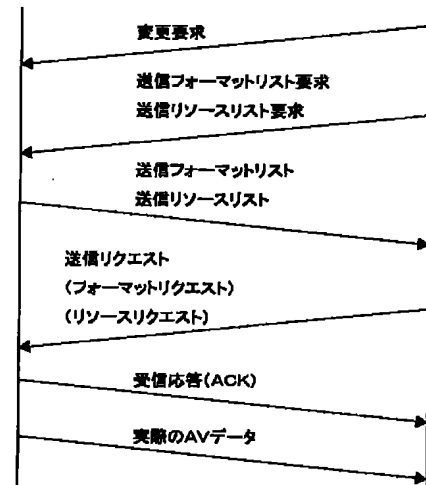 変更要求
送信フォーマットリスト要求
送信リソースリスト要求
送信フォーマットリスト
送信リソースリスト
送信リクエスト
(フォーマットリクエスト)
(リソースリクエスト)
受信応答(ACK)
実際のAVデータ